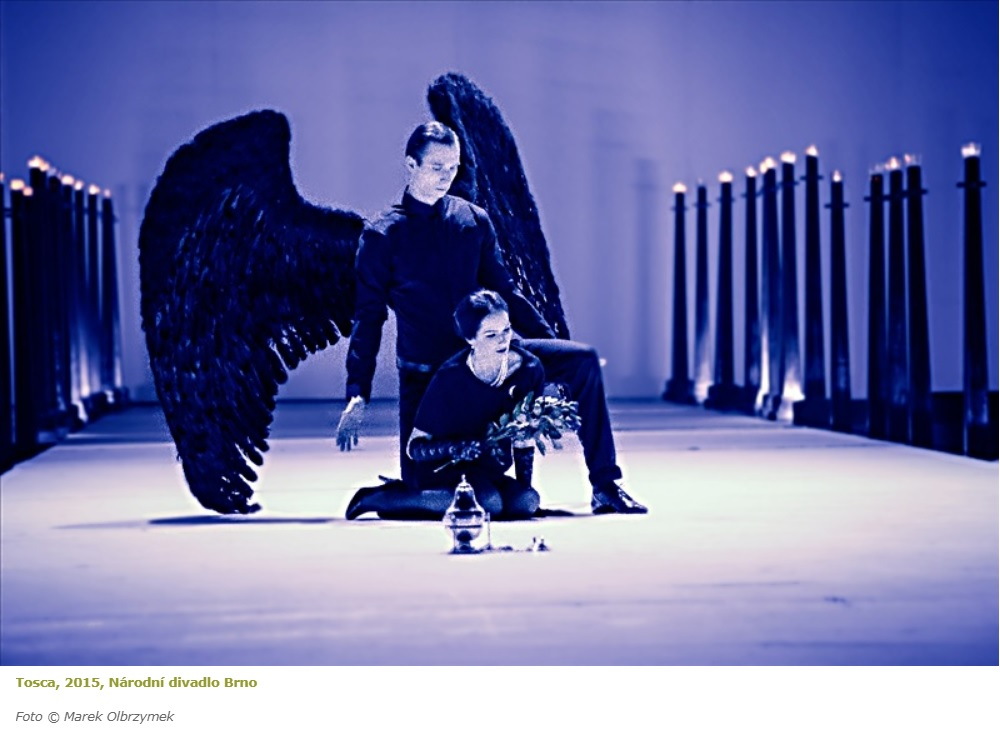 Tosca, 2015, Národní divadlo Brno
Foto © Marek Olbrzymek